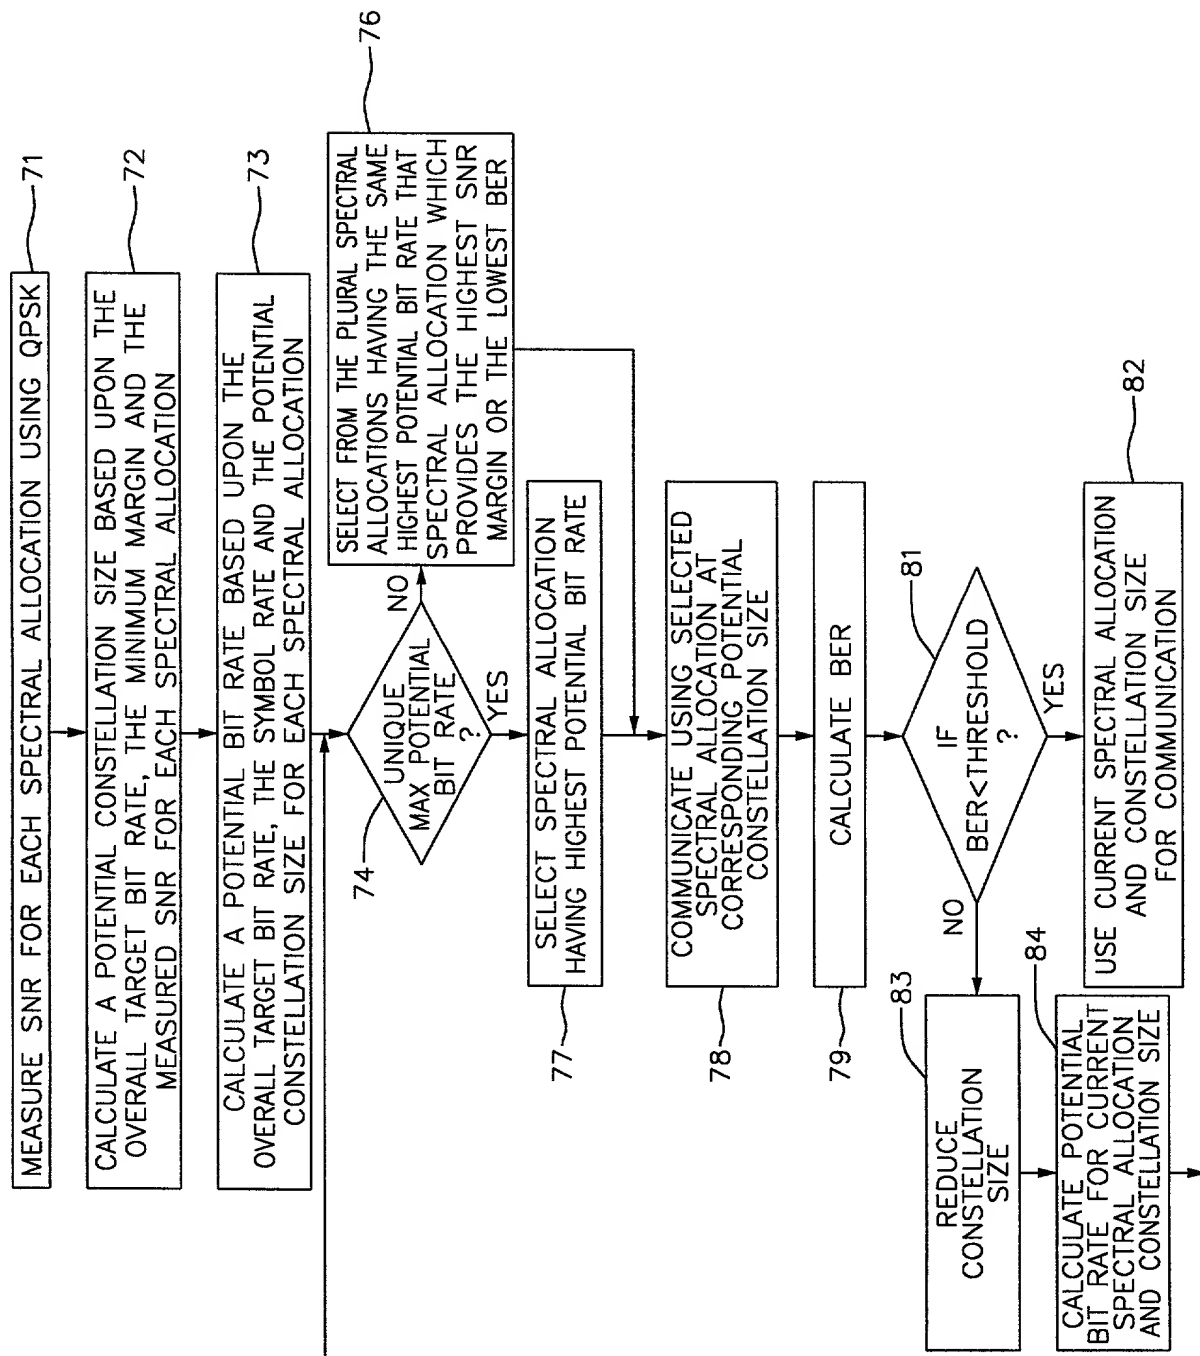 MEASURE SNR FOR EACH SPECTRAL ALLOCATION USING QPSK
71
CALCULATE A POTENTIAL CONSTELLATION SIZE BASED UPON THE
OVERALL TARGET BIT RATE, THE MINIMUM MARGIN AND THE
MEASURED SNR FOR EACH SPECTRAL ALLOCATION
72
CALCULATE A POTENTIAL BIT RATE BASED UPON THE
OVERALL TARGET BIT RATE, THE SYMBOL RATE AND THE POTENTIAL
CONSTELLATION SIZE FOR EACH SPECTRAL ALLOCATION
73
74
UNIQUE
MAX POTENTIAL
BIT RATE
?
NO
YES
SELECT FROM THE PLURAL SPECTRAL
ALLOCATIONS HAVING THE SAME
HIGHEST POTENTIAL BIT RATE THAT
SPECTRAL ALLOCATION WHICH
PROVIDES THE HIGHEST SNR
MARGIN OR THE LOWEST BER
76
77
SELECT SPECTRAL ALLOCATION
HAVING HIGHEST POTENTIAL BIT RATE
78
COMMUNICATE USING SELECTED
SPECTRAL ALLOCATION AT
CORRESPONDING POTENTIAL
CONSTELLATION SIZE
79
CALCULATE BER
81
IF
BER<THRESHOLD
?
NO
YES
83
REDUCE
CONSTELLATION
SIZE
82
USE CURRENT SPECTRAL ALLOCATION
AND CONSTELLATION SIZE
FOR COMMUNICATION
84
CALCULATE POTENTIAL
BIT RATE FOR CURRENT
SPECTRAL ALLOCATION
AND CONSTELLATION SIZE